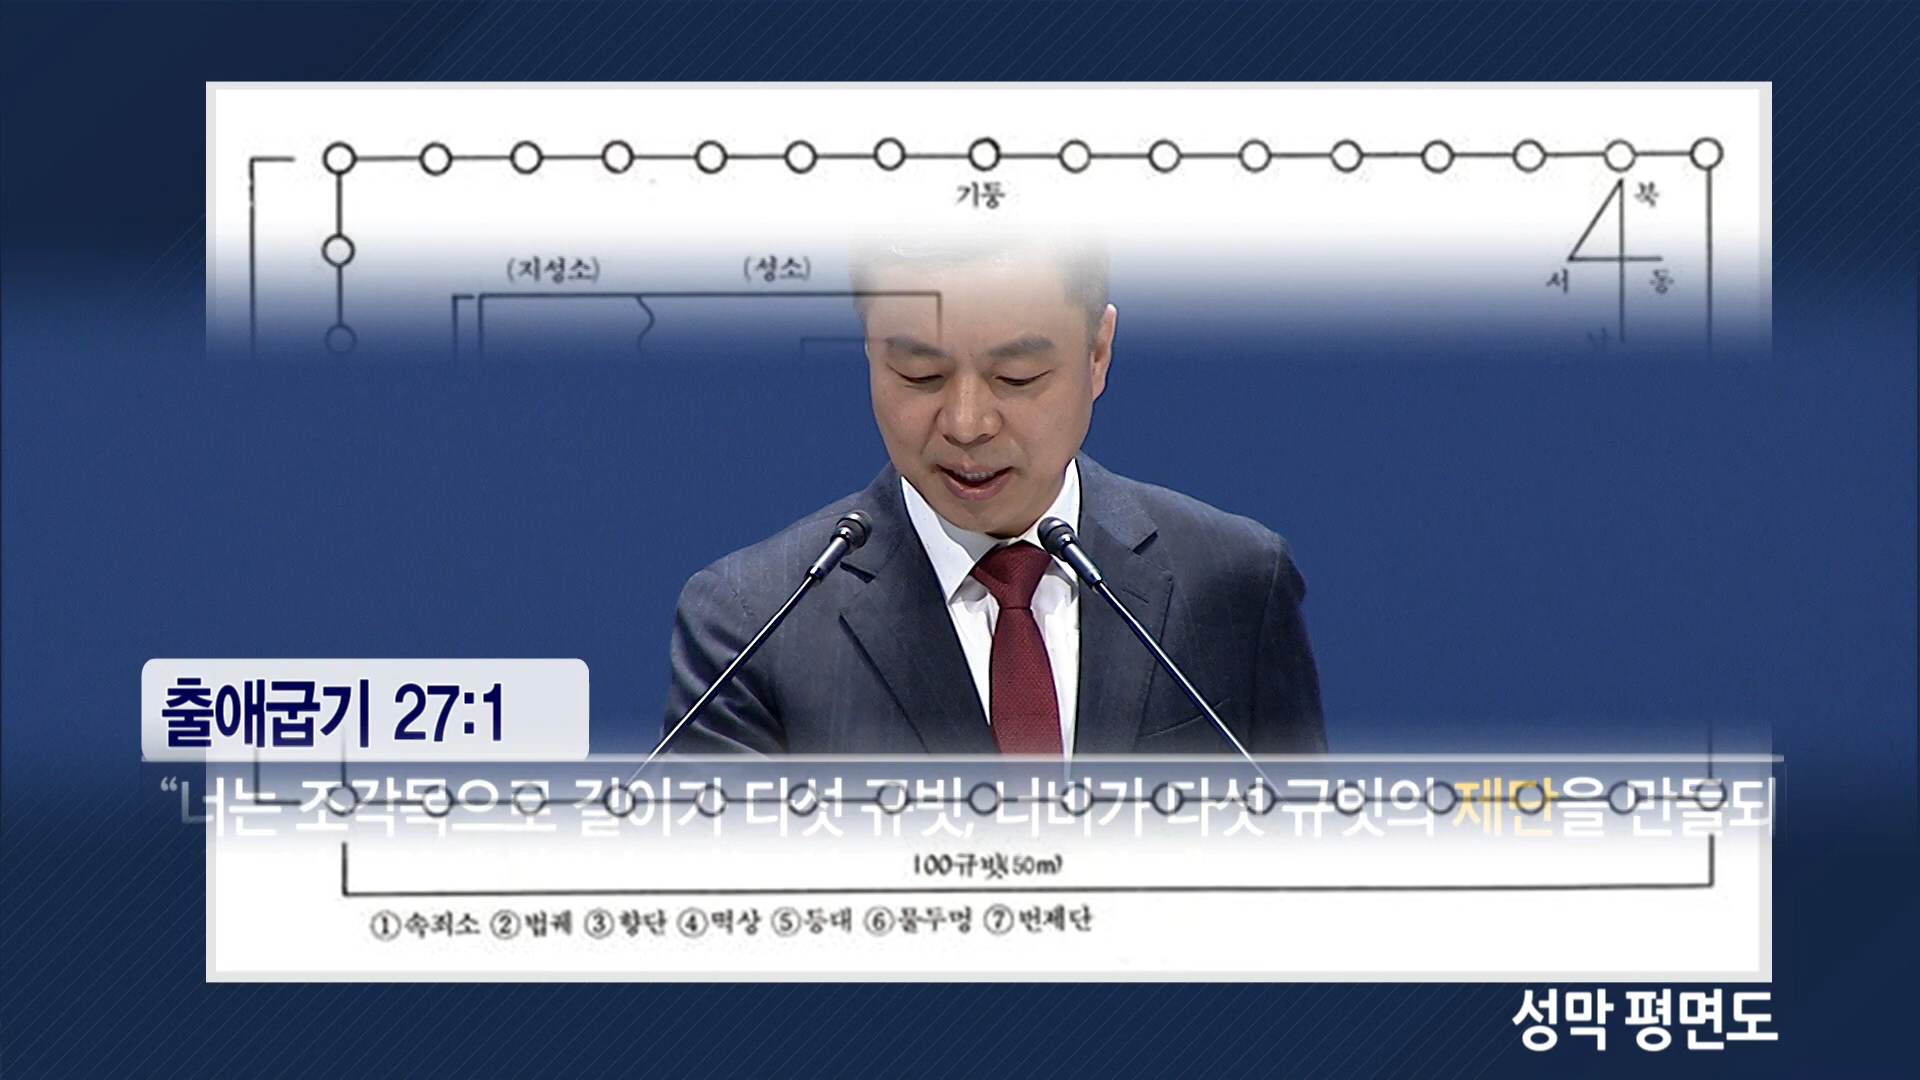 기둥
북
(지성소) (성소)
서 동
출애굽기 27:1
“너는 조각목으로 길이가 다섯 규빗, 너비가 다섯 규빗의 제단을 만들되
100규빗(50m)
①속죄소 ②법궤 ③향단 ④떡상 ⑤등대 ⑥물두멍 ⑦번제단
성막 평면도